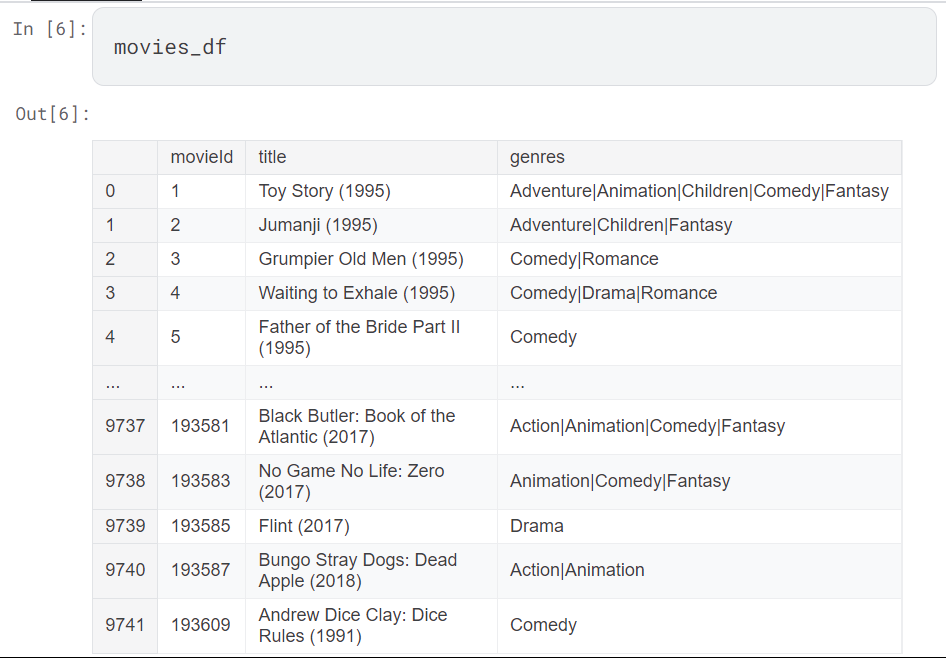 In [6]:
movies_df
Out[6]:
movieId title genres
0 1 Toy Story (1995) Adventure|Animation|Children|Comedy|Fantasy
1 2 Jumanji (1995) Adventure|Children|Fantasy
2 3 Grumpier Old Men (1995) Comedy|Romance
3 4 Waiting to Exhale (1995) Comedy|Drama|Romance
4 5 Father of the Bride Part II
(1995) Comedy
... ... ... ...
9737 193581 Black Butler: Book of the
Atlantic (2017) Action|Animation|Comedy|Fantasy
9738 193583 No Game No Life: Zero
(2017) Animation|Comedy|Fantasy
9739 193585 Flint (2017) Drama
9740 193587 Bungo Stray Dogs: Dead
Apple (2018) Action|Animation
9741 193609 Andrew Dice Clay: Dice
Rules (1991) Comedy